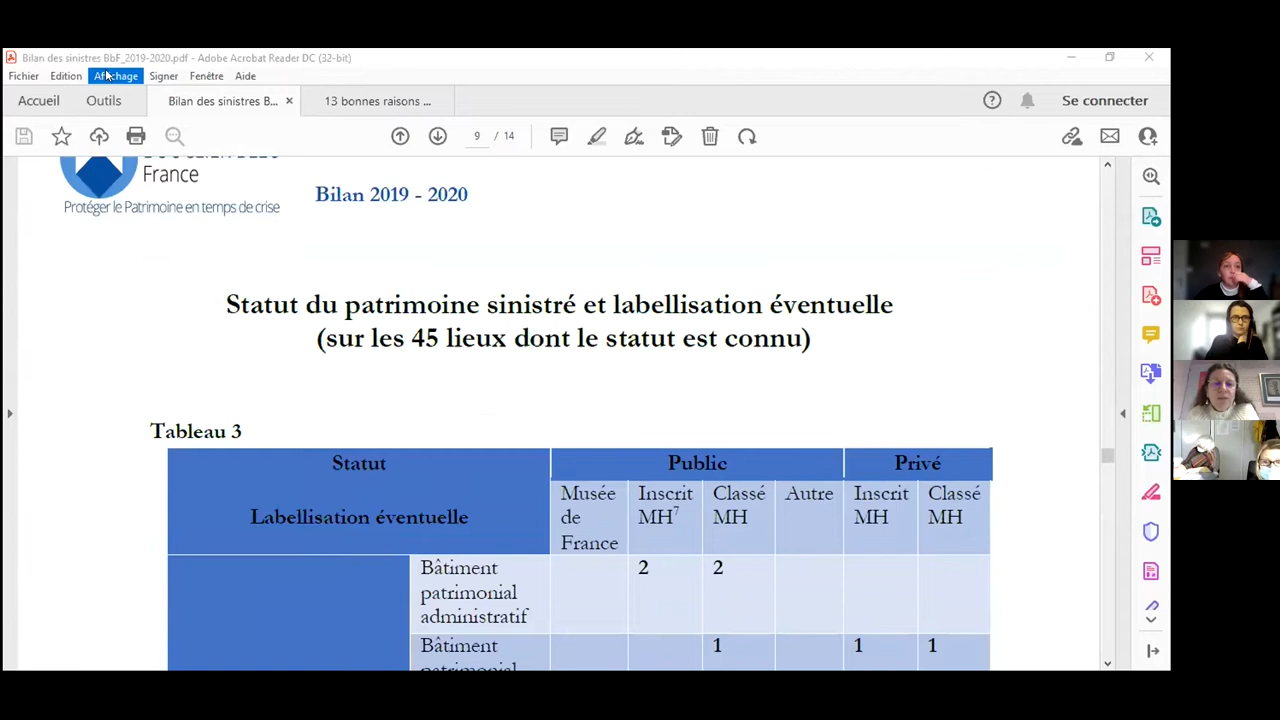 Bilan des sinistres BbF_2019-2020.pdf - Adobe Acrobat Reader DC (32-bit)
Fichier Edition Affichage Signer Fenêtre Aide
Accueil Outils Bilan des sinistres B... × 13 bonnes raisons ... Se connecter
9 / 14
France
Protéger le Patrimoine en temps de crise
Bilan 2019 - 2020
Statut du patrimoine sinistré et labellisation éventuelle
(sur les 45 lieux dont le statut est connu)
Tableau 3
Statut Public Privé
Labellisation éventuelle
Musée de France
Inscrit MH7
Classé MH
Autre
Inscrit MH
Classé MH
Bâtiment
patrimonial
administratif
2 2
Bâtiment 1 1 1
patrimonial